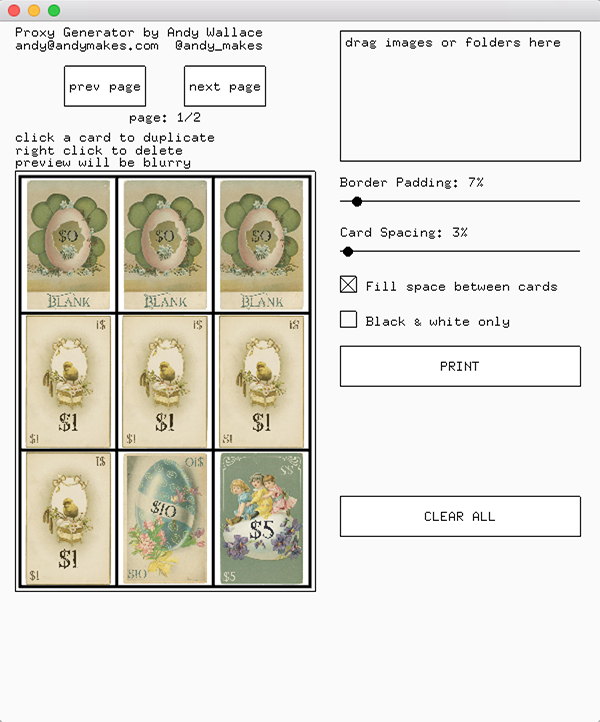 Proxy Generator by Andy Wallace
andy@andymakes.com  @andy_makes
prev page
next page
page: 1/2
click a card to duplicate
right click to delete
preview will be blurry
$0
$0
$0
BLANK
BLANK
BLANK
$1
$1
$1
$1
$1
$1
$1
$1
$1
$1
$10
$5
$1
$10
$5
$1
$10
$5
drag images or folders here
Border Padding: 7%
Card Spacing: 3%
Fill space between cards
Black & white only
PRINT
CLEAR ALL